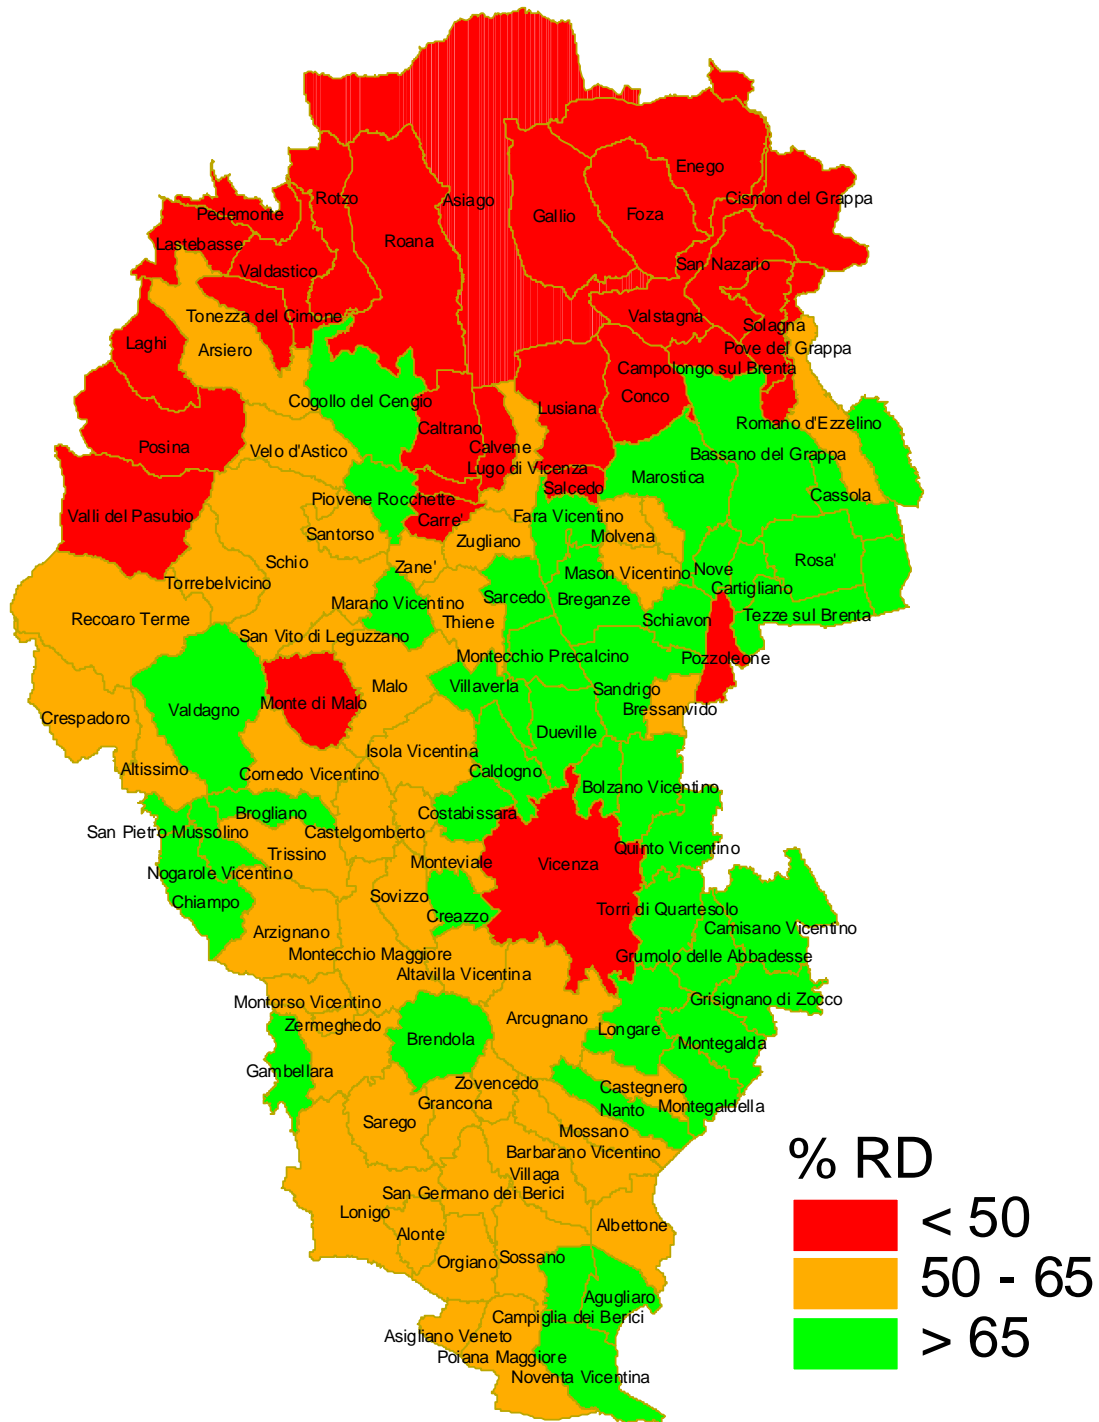 Enego
Cismon del Grappa
Rotzo
Asiago
Pedemonte
Gallio
Foza
Roana
Lastebasse
San Nazario
Valdastico
Tonezza del Cimone
Valstagna
Solagna
Laghi
Arsiero
Pove del Grappa
Campolongo sul Brenta
Conco
Cogollo del Cengio
Lusiana
Romano d'Ezzelino
Caltrano
Posina
Velo d'Astico
Calvene
Bassano del Grappa
Lugo di Vicenza
Marostica
Salcedo
Cassola
Piovene Rocchette
Valli del Pasubio
Carre'
Fara Vicentino
Santorso
Zugliano
Molvena
Schio
Rosa'
Zane'
Mason Vicentino
Nove
Torrebelvicino
Cartigliano
Sarcedo
Breganze
Marano Vicentino
Recoaro Terme
Thiene
Schiavon
Tezze sul Brenta
San Vito di Leguzzano
Montecchio Precalcino
Pozzoleone
Malo
Villaverla
Sandrigo
Valdagno
Monte di Malo
Bressanvido
Crespadoro
Dueville
Isola Vicentina
Altissimo
Cornedo Vicentino
Caldogno
Bolzano Vicentino
Brogliano
Costabissara
San Pietro Mussolino
Castelgomberto
Quinto Vicentino
Trissino
Monteviale
Vicenza
Nogarole Vicentino
Sovizzo
Chiampo
Creazzo
Torri di Quartesolo
Arzignano
Camisano Vicentino
Montecchio Maggiore
Grumolo delle Abbadesse
Altavilla Vicentina
Montorso Vicentino
Grisignano di Zocco
Zermeghedo
Arcugnano
Longare
Brendola
Montegalda
Gambellara
Zovencedo
Castegnero
Grancona
Nanto
Montegaldella
Sarego
Mossano
Barbarano Vicentino
% RD
Villaga
San Germano dei Berici
Lonigo
< 50
Alonte
Albettone
Orgiano
Sossano
50 - 65
Agugliaro
Campiglia dei Berici
Asigliano Veneto
> 65
Poiana Maggiore
Noventa Vicentina